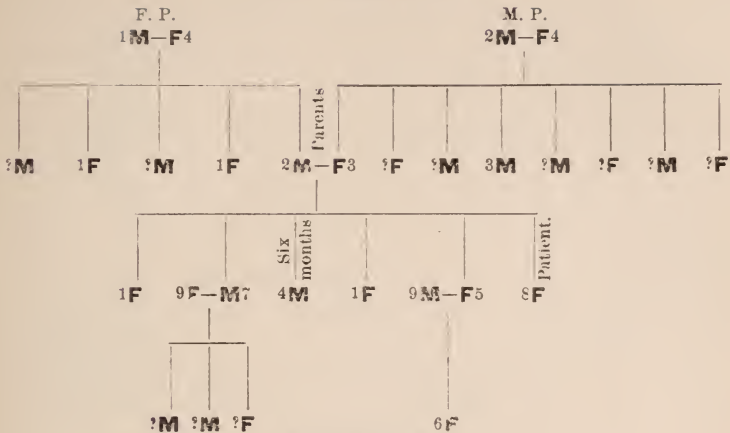 F. P. M. P.
1M—F4 2M—F4
Parents
?M 1F ?M 1F 2M—F3 ?F ?M 3M ?M ?F ?M ?F
Six months
Patient.
1F 9F—M7 4M 1F 9M—F5 8F
?M ?M ?F 6F